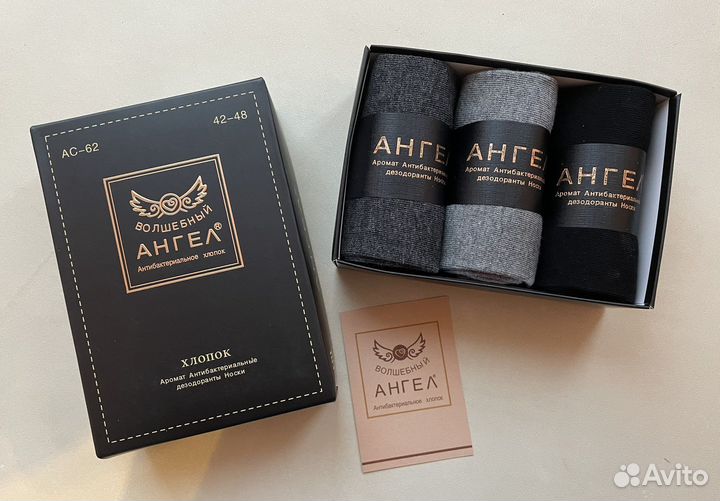 АС-62
42-48
ВОЛШЕБНЫЙ
АНГЕЛ®
Антибактериальное хлопок
ХЛОПОК
Аромат Антибактериальные
дезодоранты Носки
АНГЕЛ
Аромат Антибактериальные
дезодоранты Носки
АНГЕЛ
Аромат Антибактериальные
дезодоранты Носки
АНГЕЛ
Аромат Антибактериальные
дезодоранты Носки
ВОЛШЕБНЫЙ
АНГЕЛ®
Антибактериальное хлопок
Avito